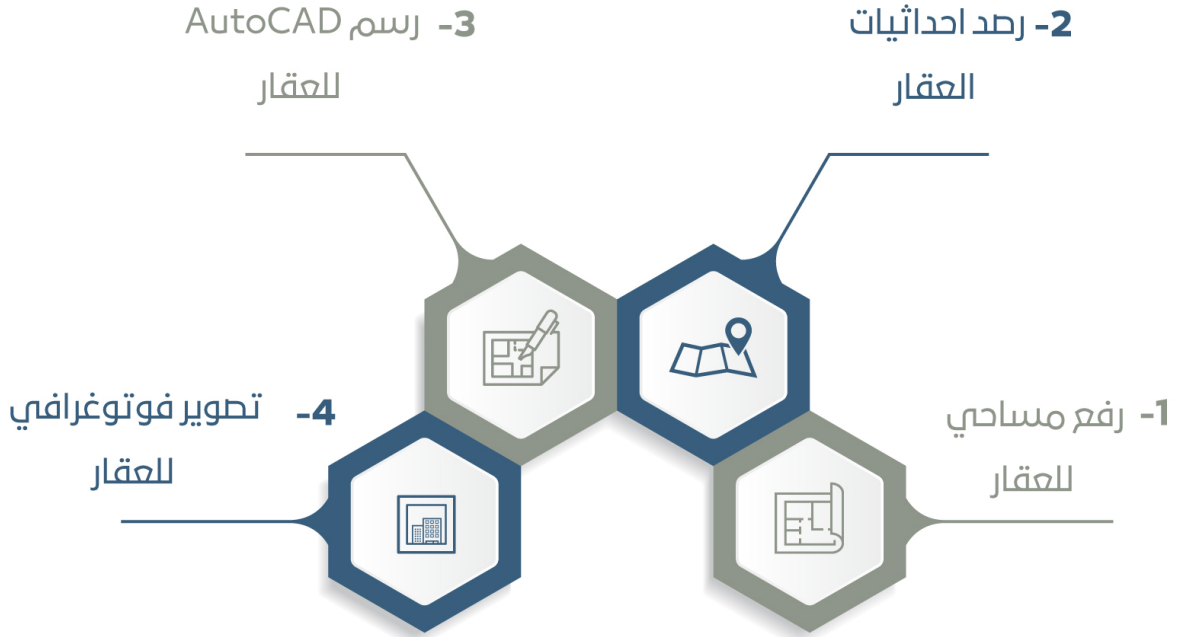 1- رفع مساحي
للعقار
2- رصد احداثيات
العقار
3- رسم AutoCAD
للعقار
4- تصوير فوتوغرافي
للعقار